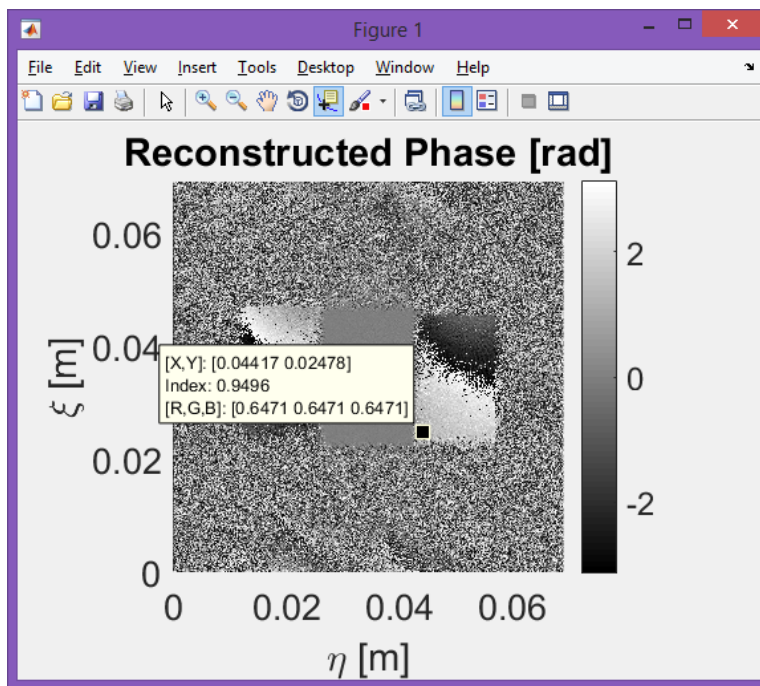 Figure 1
File Edit View Insert Tools Desktop Window Help
Reconstructed Phase [rad]
0.06
0.04
0.02
0
ξ [m]
[X,Y]: [0.04417 0.02478]
Index: 0.9496
[R,G,B]: [0.6471 0.6471 0.6471]
2
0
-2
0 0.02 0.04 0.06
η [m]